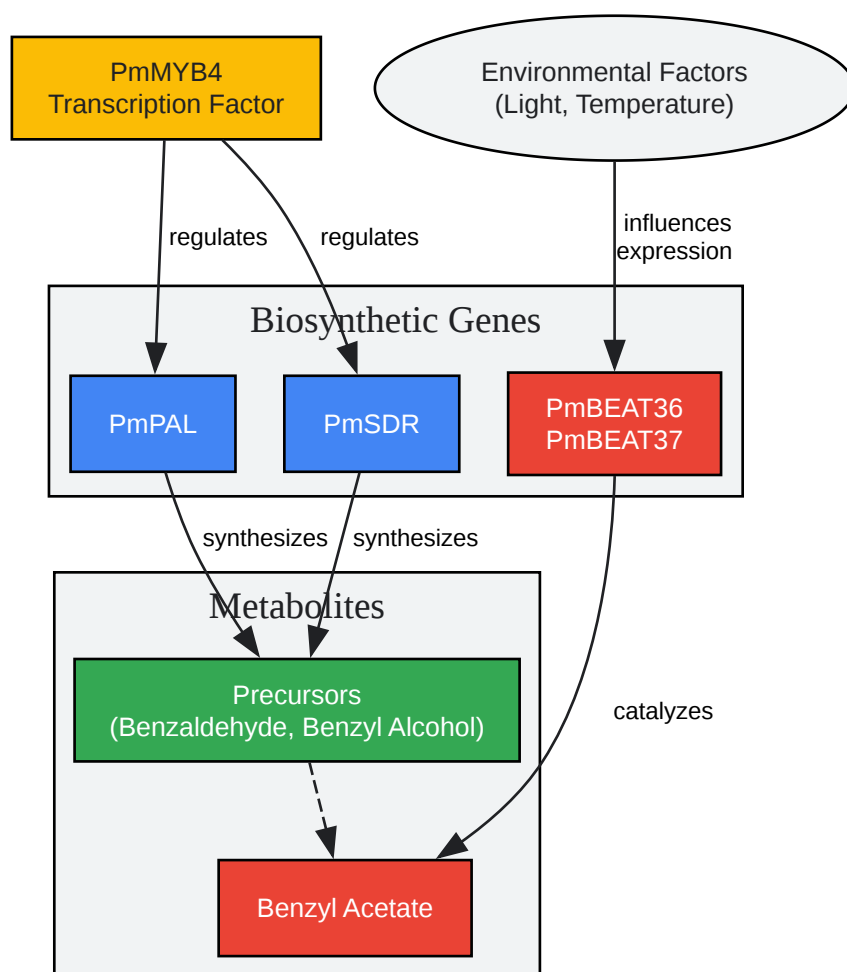 PmMYB4
Transcription Factor
Environmental Factors
(Light, Temperature)
regulates
regulates
influences
expression
Biosynthetic Genes
PmPAL
PmSDR
PmBEAT36
PmBEAT37
synthesizes
synthesizes
Metabolites
Precursors
(Benzaldehyde, Benzyl Alcohol)
catalyzes
Benzyl Acetate